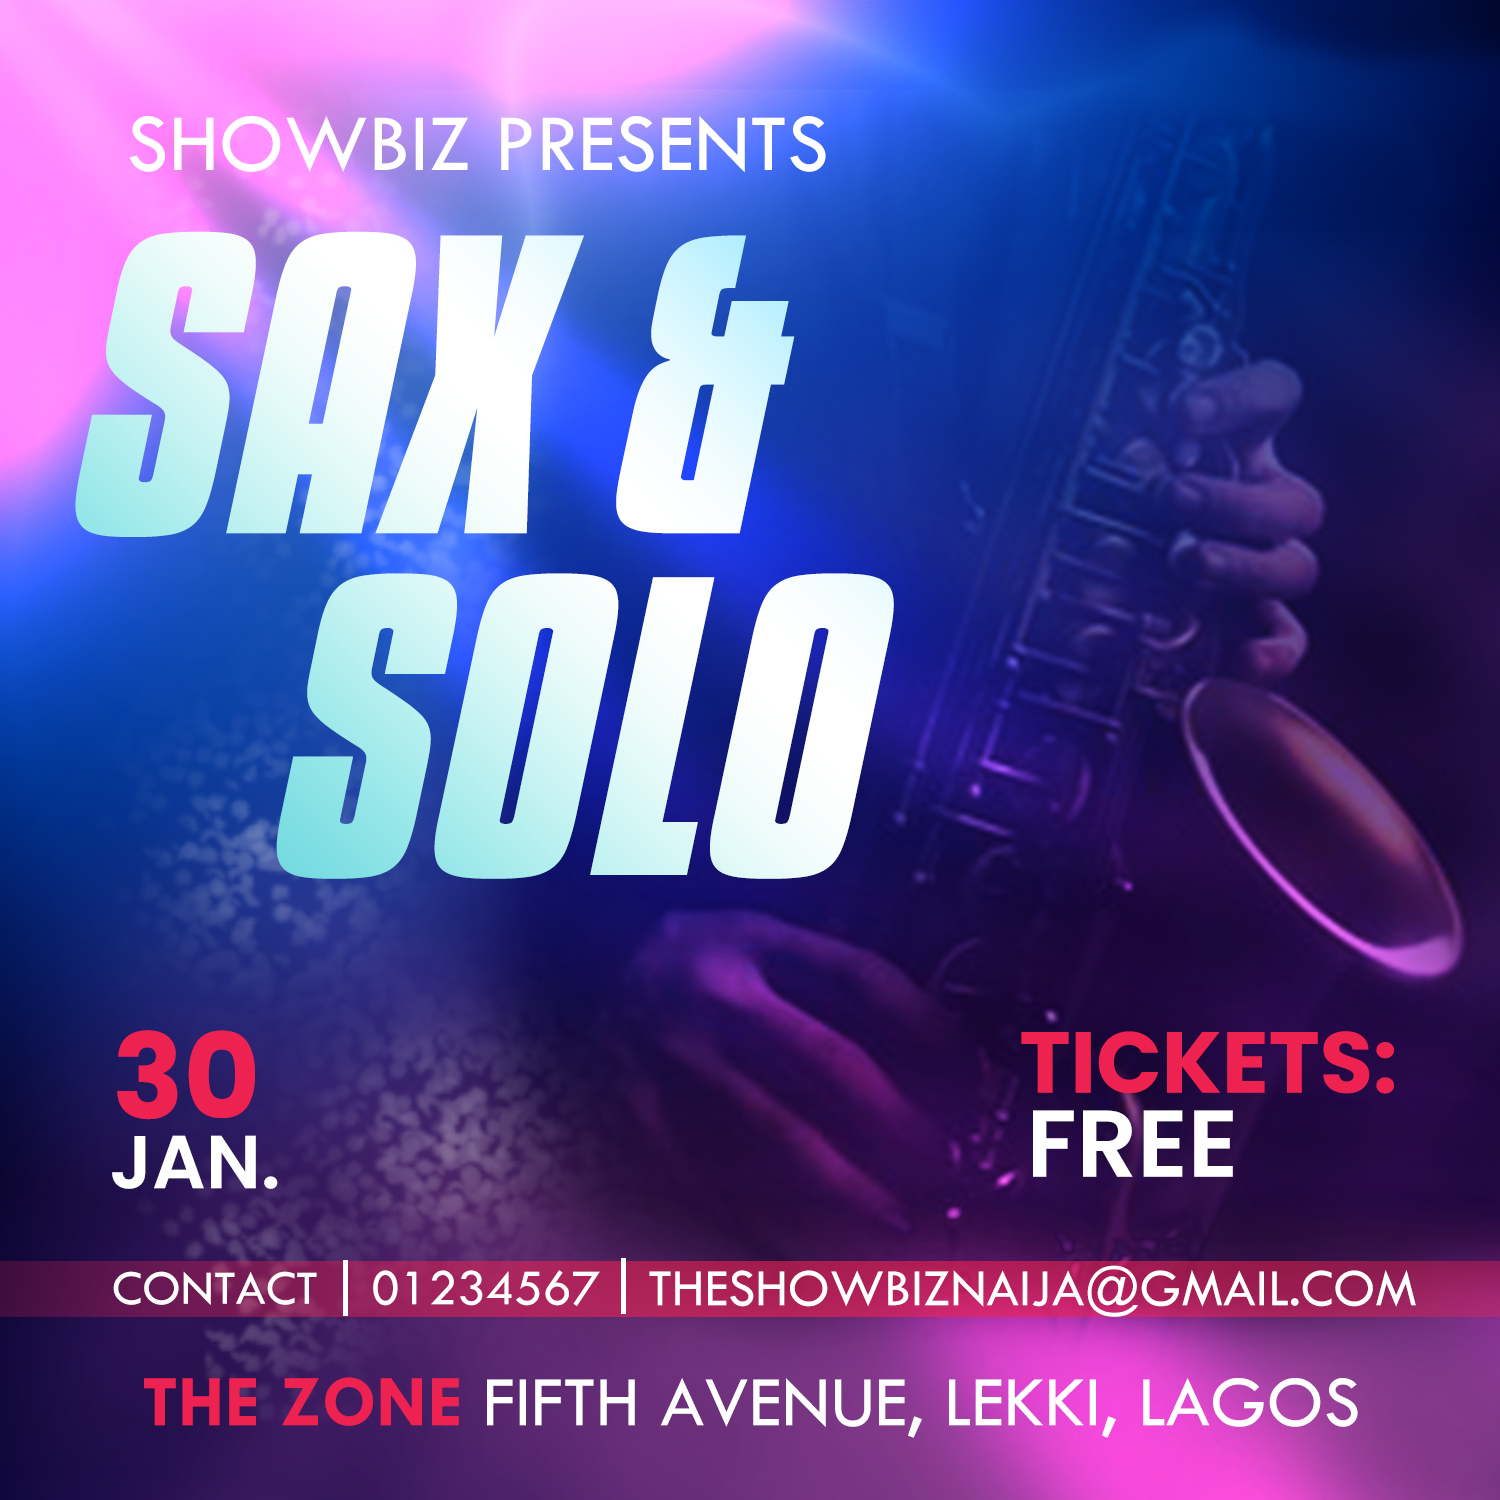 SHOWBIZ PRESENTS
SAX &
SOLO
30
JAN.
TICKETS:
FREE
CONTACT | 01234567 | THESHOWBIZNAIJA@GMAIL.COM
THE ZONE FIFTH AVENUE, LEKKI, LAGOS